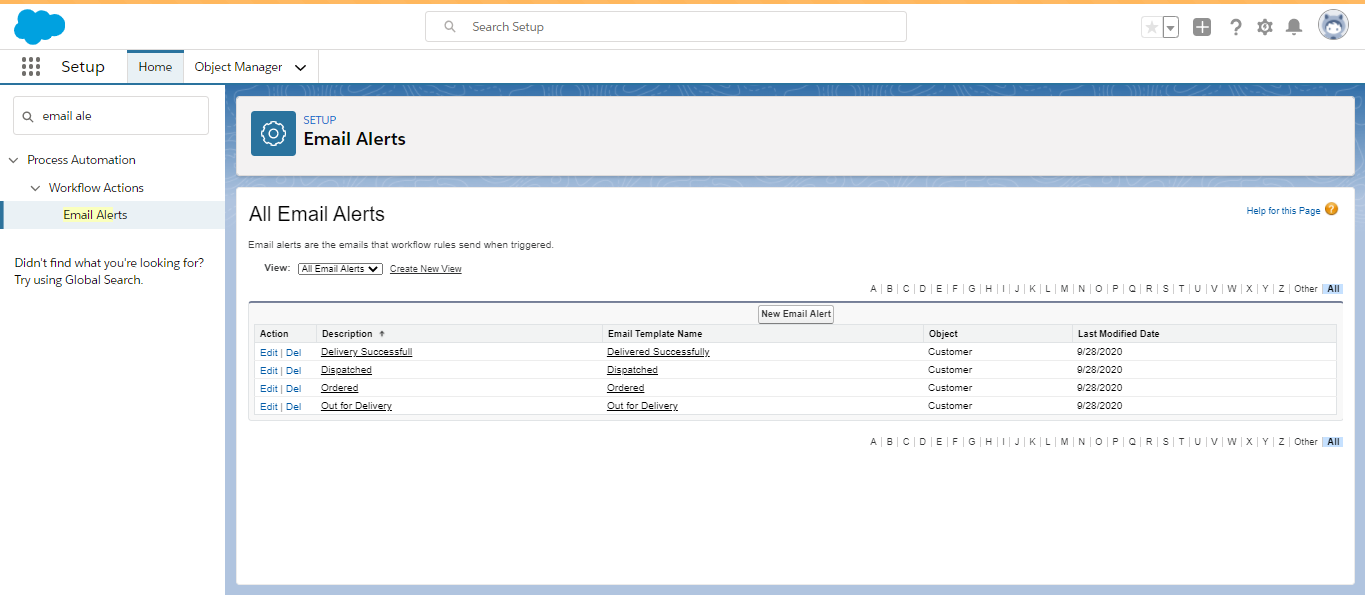 Search Setup
Setup Home Object Manager
email ale
Process Automation
Workflow Actions
Email Alerts
Didn't find what you're looking for?
Try using Global Search.
SETUP
Email Alerts
All Email Alerts
Help for this Page ?
Email alerts are the emails that workflow rules send when triggered.
View: All Email Alerts Create New View
A | B | C | D | E | F | G | H | I | J | K | L | M | N | O | P | Q | R | S | T | U | V | W | X | Y | Z | Other | All
New Email Alert
Action Description Email Template Name Object Last Modified Date
Edit | Del Delivery Successfull Delivered Successfully Customer 9/28/2020
Edit | Del Dispatched Dispatched Customer 9/28/2020
Edit | Del Ordered Ordered Customer 9/28/2020
Edit | Del Out for Delivery Out for Delivery Customer 9/28/2020
A | B | C | D | E | F | G | H | I | J | K | L | M | N | O | P | Q | R | S | T | U | V | W | X | Y | Z | Other | All